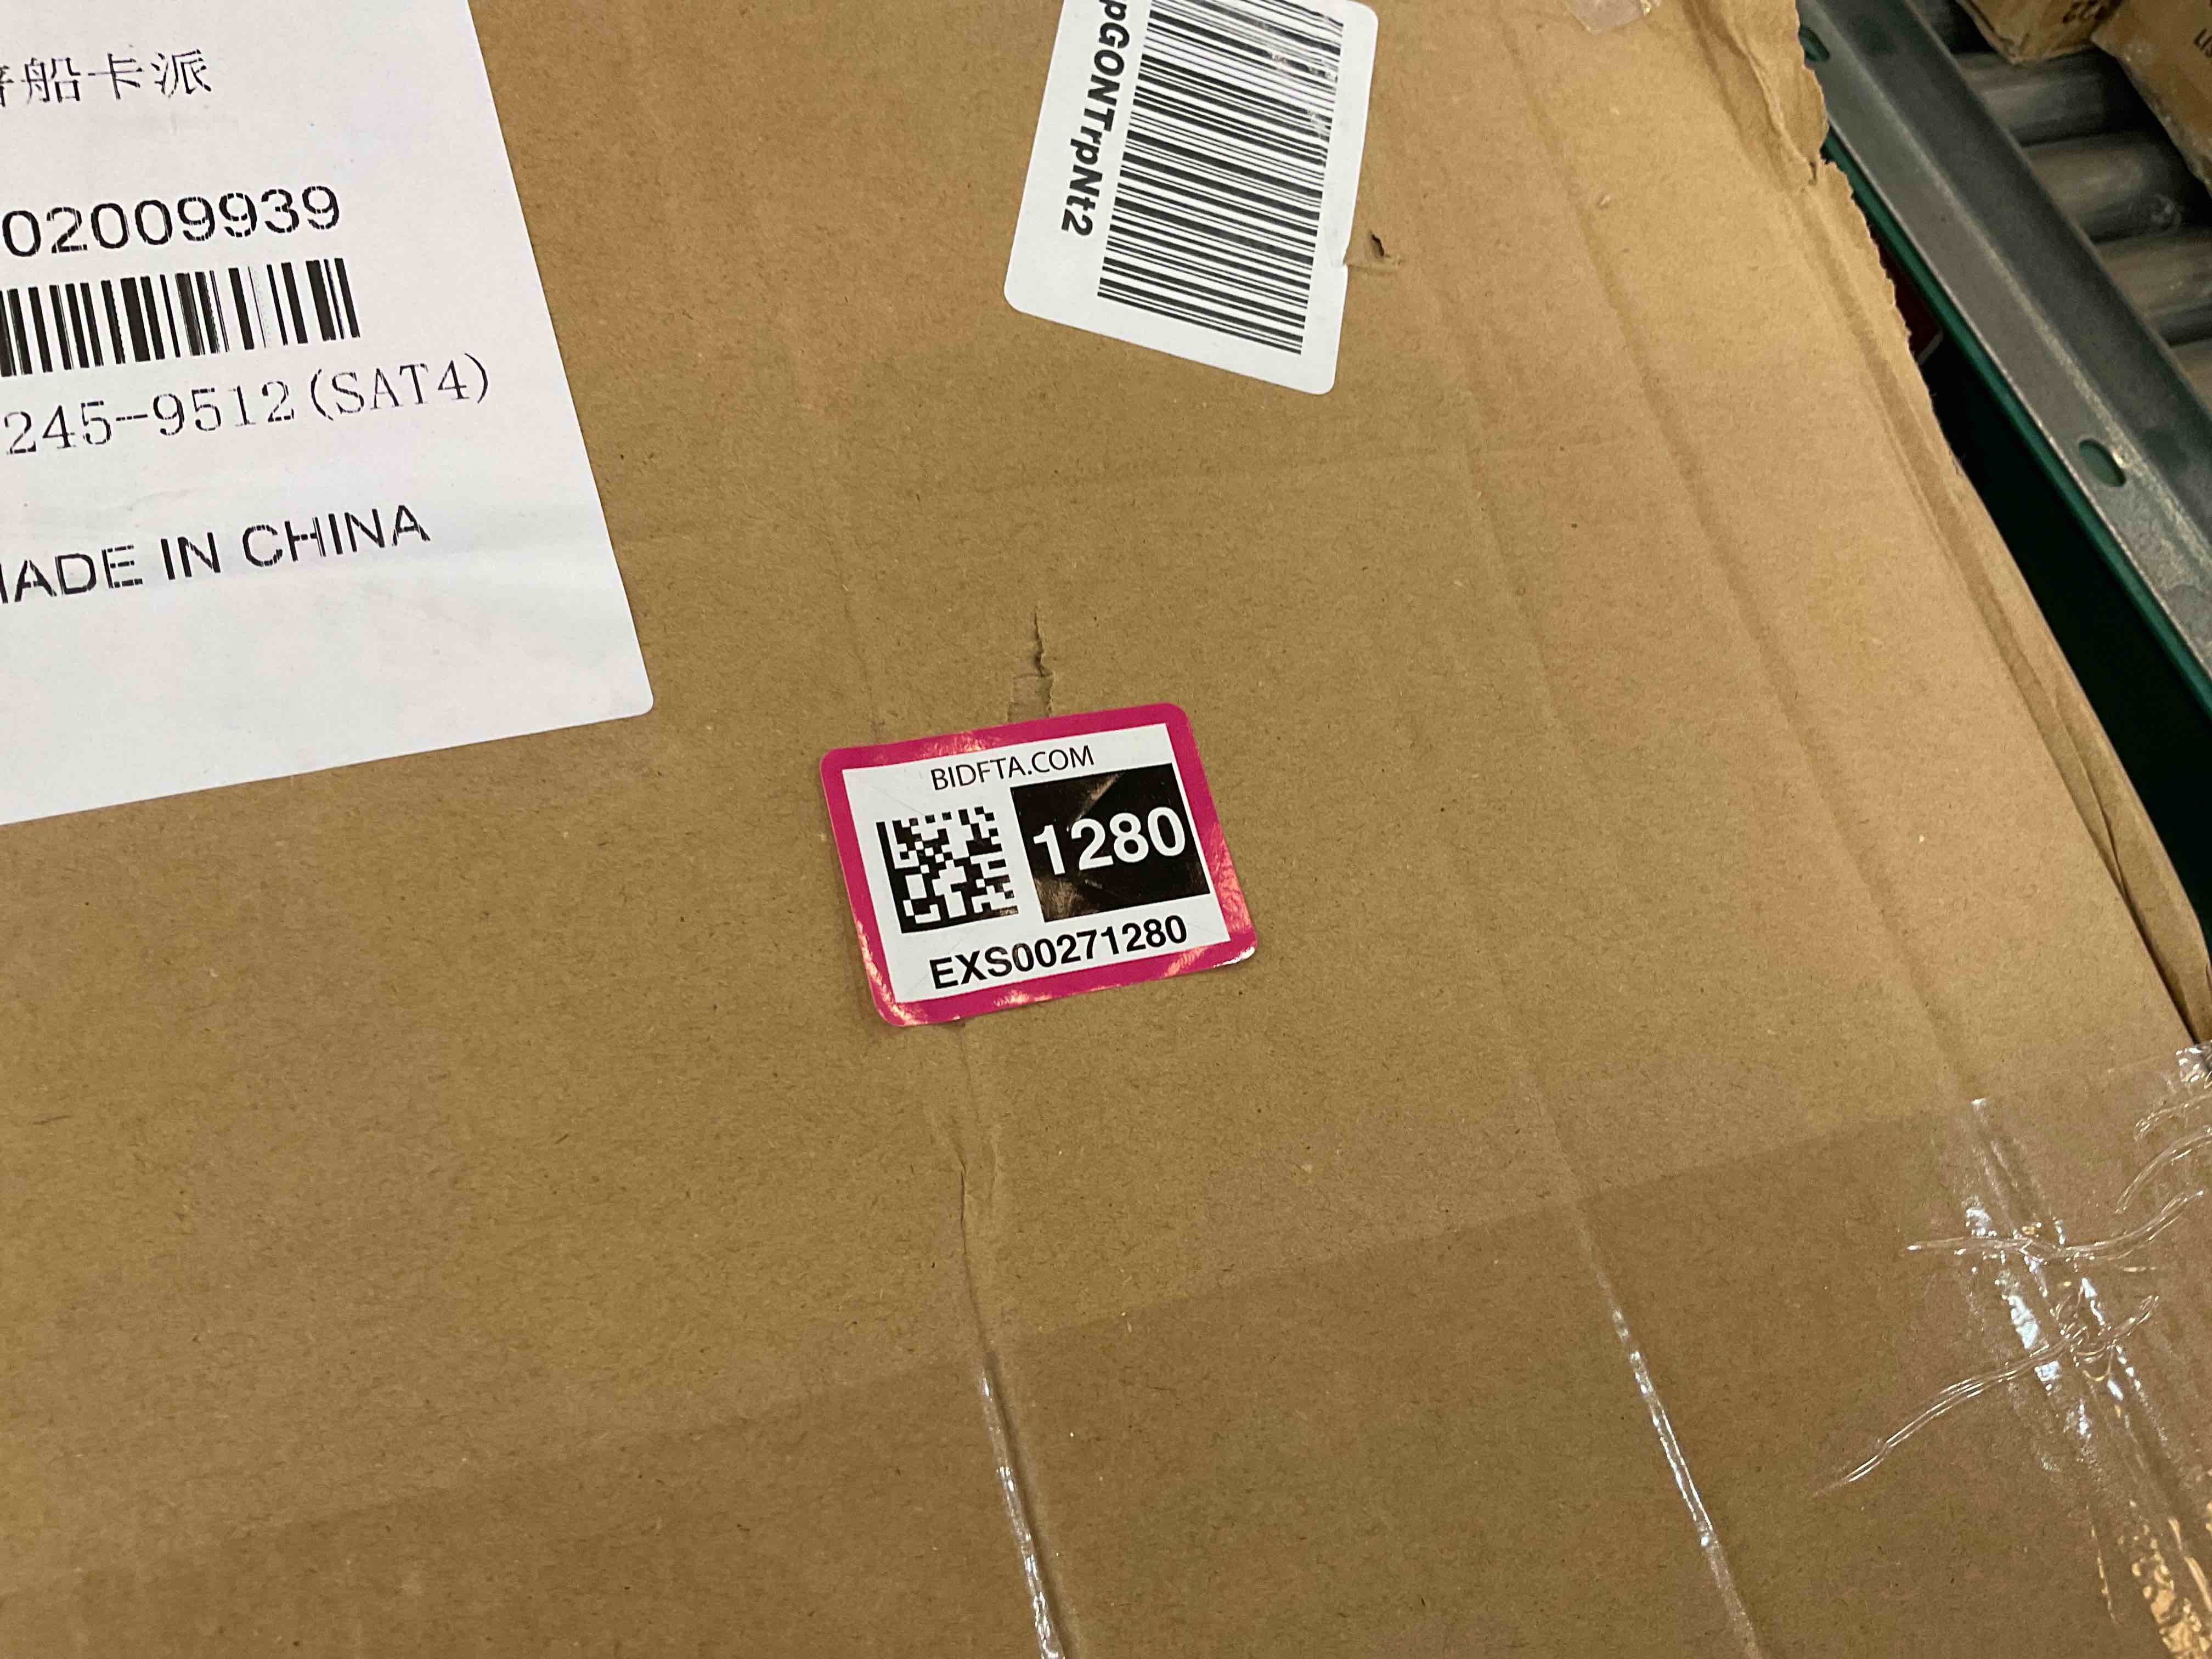 船卡派
02009939
245-9512(SAT4)
MADE IN CHINA
pGONTrpNt2
BIDFTA.COM
1280
EXS00271280